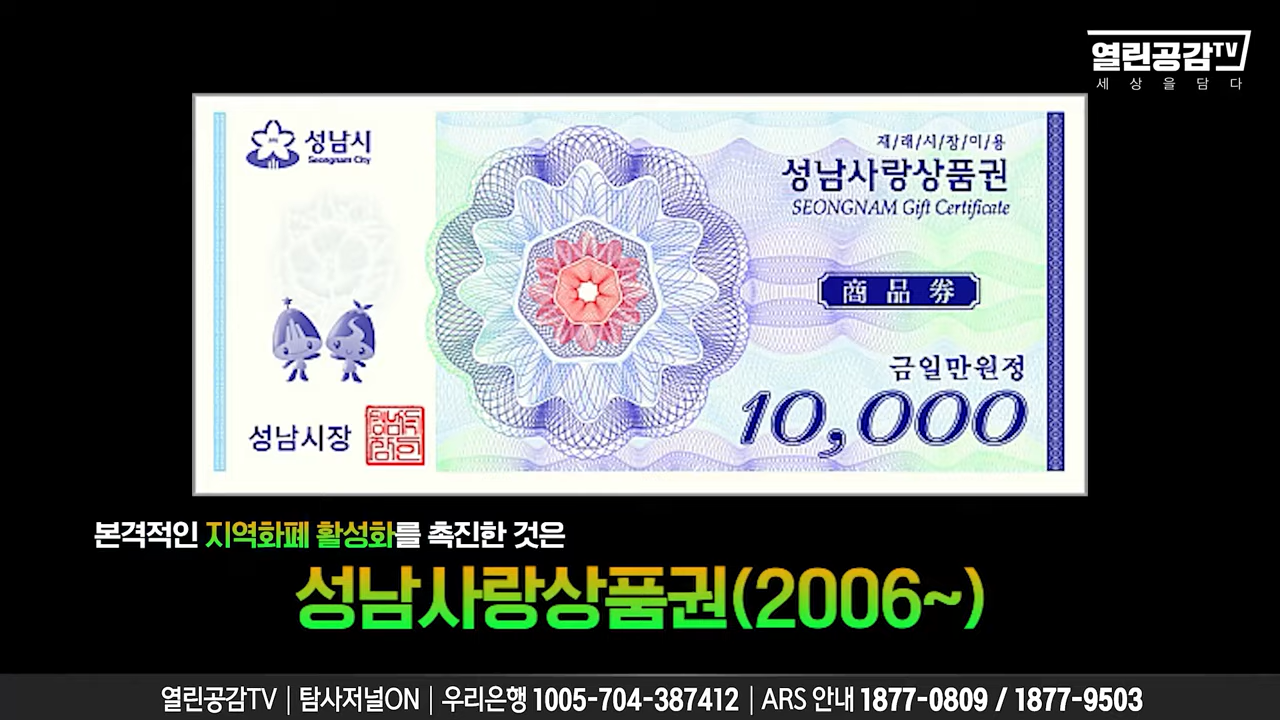 열린공감TV
세상을담다
성남시
Seongnam City
재/래/시/장/이/용
성남사랑상품권
SEONGNAM Gift Certificate
商品券
금일만원정
10,000
성남시장
본격적인 지역화폐 활성화를 촉진한 것은
성남사랑상품권(2006~)
열린공감TV | 탐사저널ON | 우리은행 1005-704-387412 | ARS 안내 1877-0809 / 1877-9503